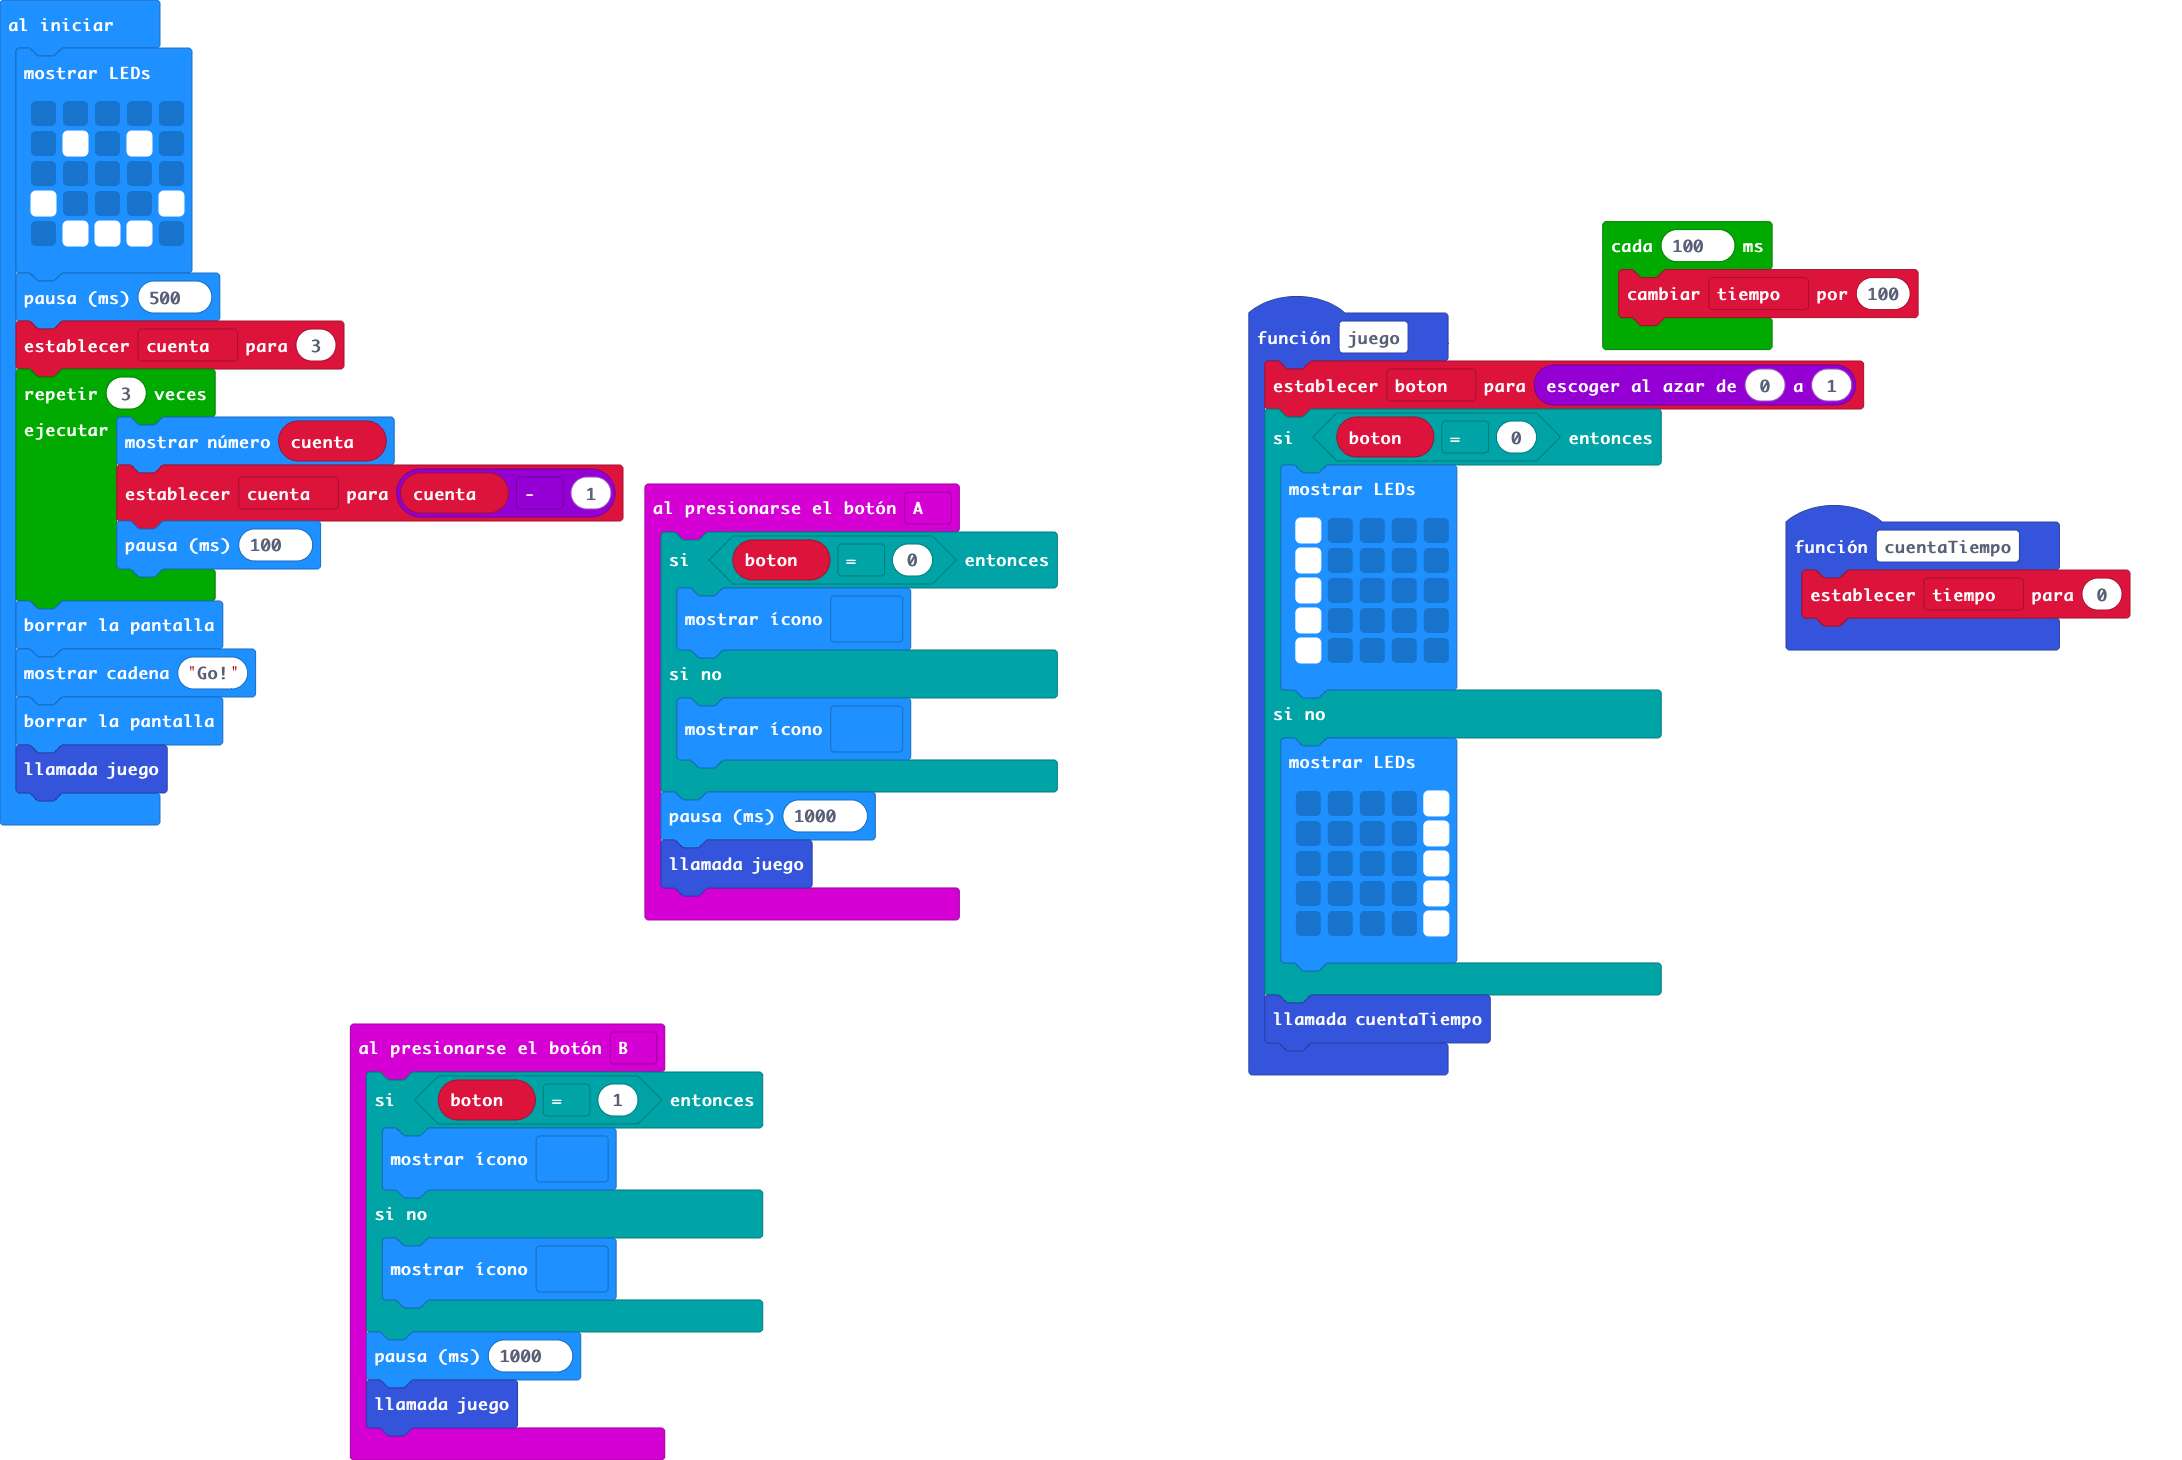 al iniciar
mostrar LEDs
pausa (ms) 500
establecer cuenta para 3
repetir 3 veces
ejecutar
mostrar número cuenta
establecer cuenta para cuenta - 1
pausa (ms) 100
borrar la pantalla
mostrar cadena "Go!"
borrar la pantalla
llamada juego
al presionarse el botón A
si boton = 0 entonces
mostrar ícono
si no
mostrar ícono
pausa (ms) 1000
llamada juego
al presionarse el botón B
si boton = 1 entonces
mostrar ícono
si no
mostrar ícono
pausa (ms) 1000
llamada juego
función juego
establecer boton para escoger al azar de 0 a 1
si boton = 0 entonces
mostrar LEDs
si no
mostrar LEDs
llamada cuentaTiempo
cada 100 ms
cambiar tiempo por 100
función cuentaTiempo
establecer tiempo para 0